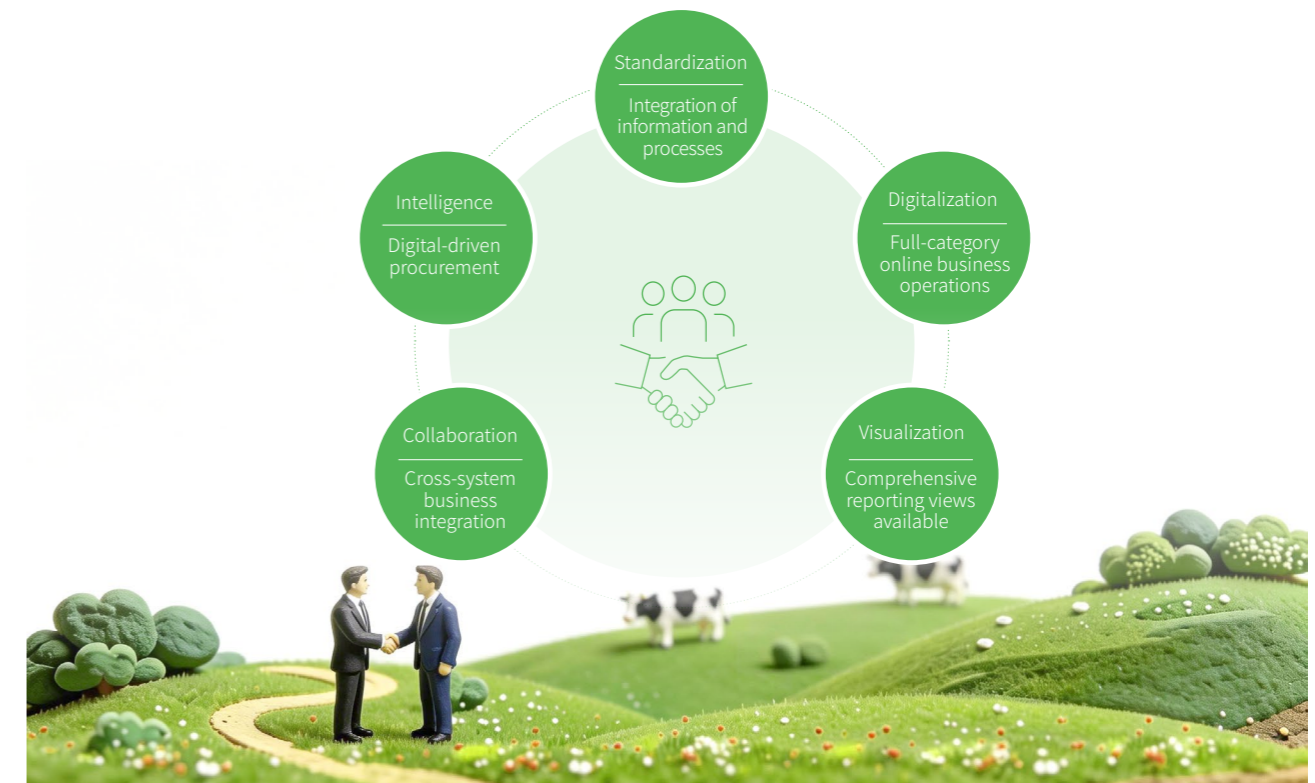 Standardization
Integration of
information and
processes
Intelligence
Digital-driven
procurement
Digitalization
Full-category
online business
operations
Collaboration
Cross-system
business
integration
Visualization
Comprehensive
reporting views
available